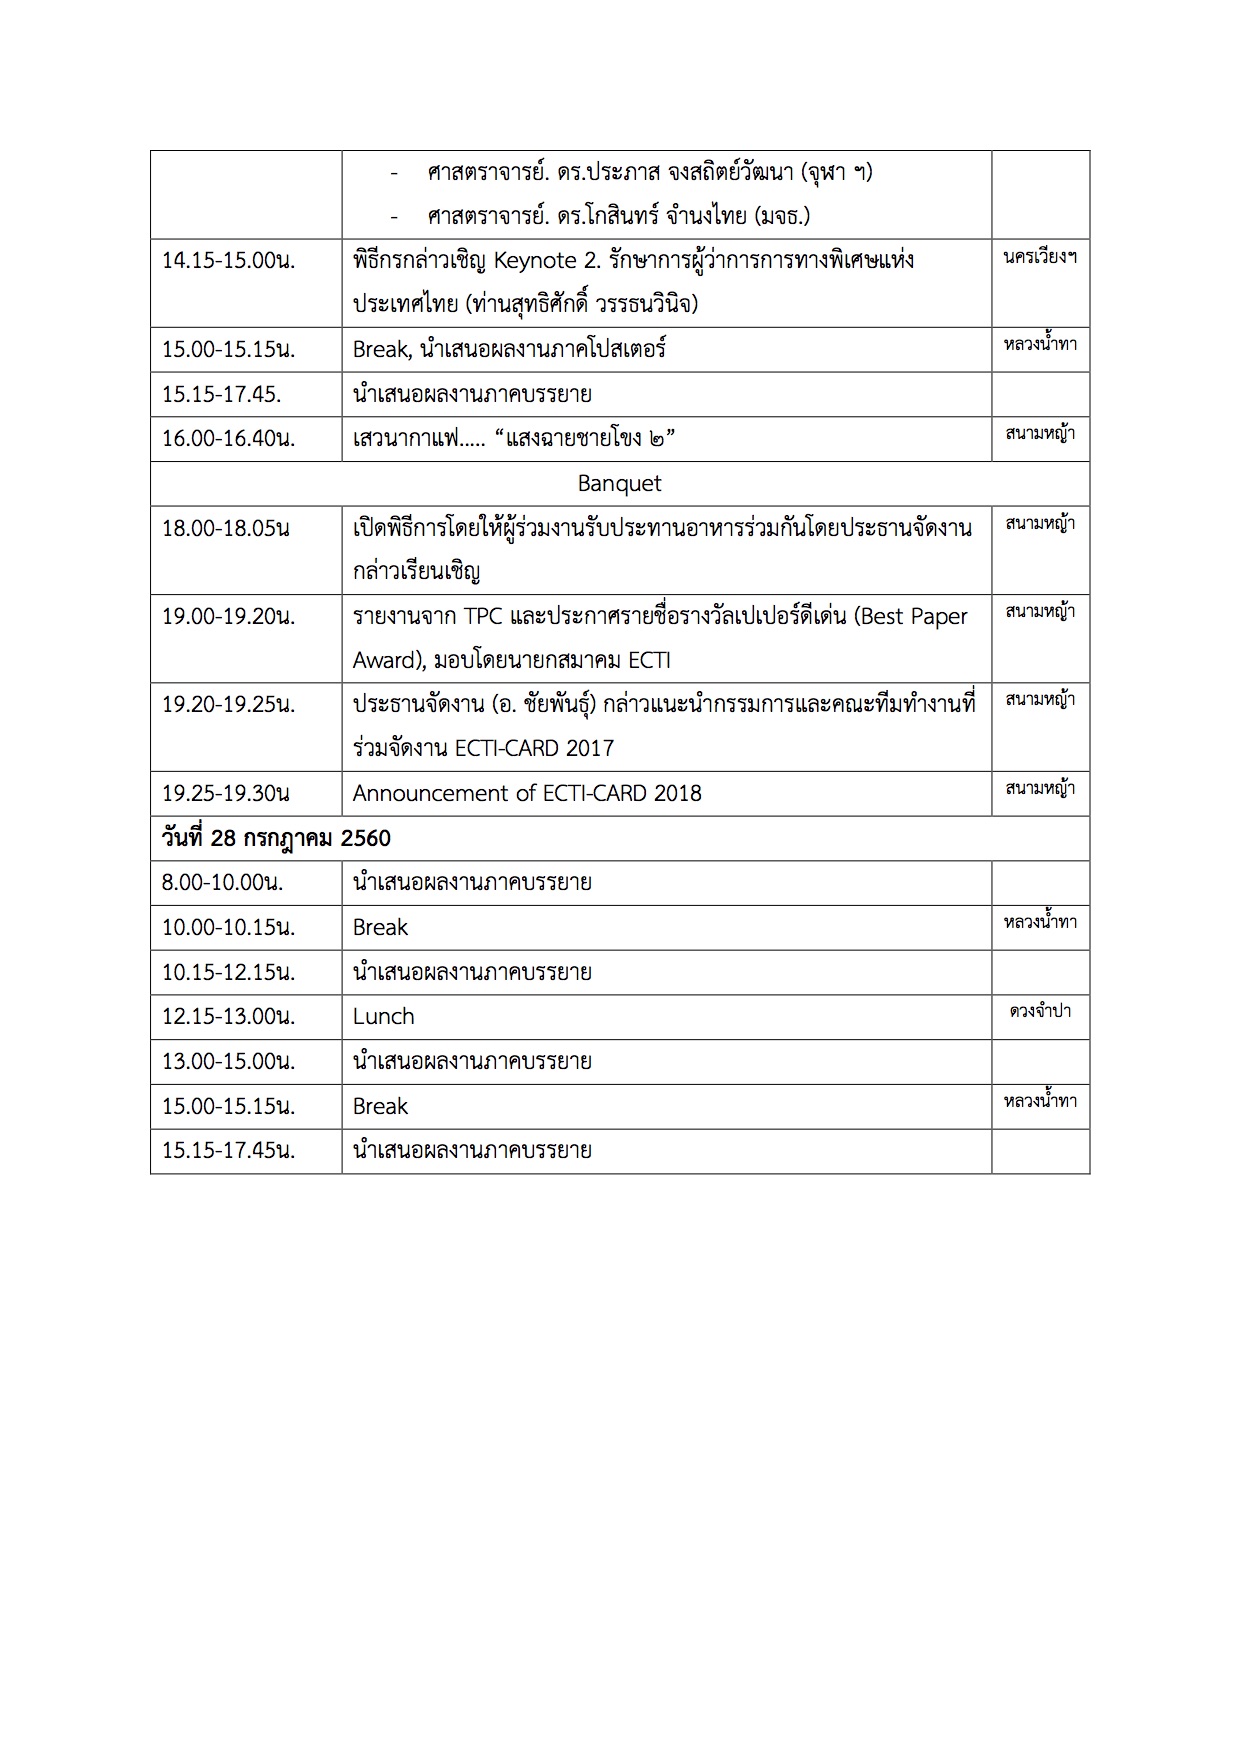 - ศาสตราจารย์. ดร.ประภาส จงสถิตย์วัฒนา (จุฬา ฯ)
- ศาสตราจารย์. ดร.โกสินทร์ จำนงไทย (มจธ.)
14.15-15.00น. พิธีกรกล่าวเชิญ Keynote 2. รักษาการผู้ว่าการการทางพิเศษแห่ง นครเวียงฯ
ประเทศไทย (ท่านสุทธิศักดิ์ วรรธนวินิจ)
15.00-15.15น. Break, นำเสนอผลงานภาคโปสเตอร์ หลวงน้ำทา
15.15-17.45. นำเสนอผลงานภาคบรรยาย
16.00-16.40น. เสวนากาแฟ..... “แสงฉายชายโขง ๒” สนามหญ้า
Banquet
18.00-18.05น เปิดพิธีการโดยให้ผู้ร่วมงานรับประทานอาหารร่วมกันโดยประธานจัดงาน สนามหญ้า
กล่าวเรียนเชิญ
19.00-19.20น. รายงานจาก TPC และประกาศรายชื่อรางวัลเปเปอร์ดีเด่น (Best Paper สนามหญ้า
Award), มอบโดยนายกสมาคม ECTI
19.20-19.25น. ประธานจัดงาน (อ. ชัยพันธุ์) กล่าวแนะนำกรรมการและคณะทีมทำงานที่ สนามหญ้า
ร่วมจัดงาน ECTI-CARD 2017
19.25-19.30น Announcement of ECTI-CARD 2018 สนามหญ้า
วันที่ 28 กรกฎาคม 2560
8.00-10.00น. นำเสนอผลงานภาคบรรยาย
10.00-10.15น. Break หลวงน้ำทา
10.15-12.15น. นำเสนอผลงานภาคบรรยาย
12.15-13.00น. Lunch ดวงจำปา
13.00-15.00น. นำเสนอผลงานภาคบรรยาย
15.00-15.15น. Break หลวงน้ำทา
15.15-17.45น. นำเสนอผลงานภาคบรรยาย